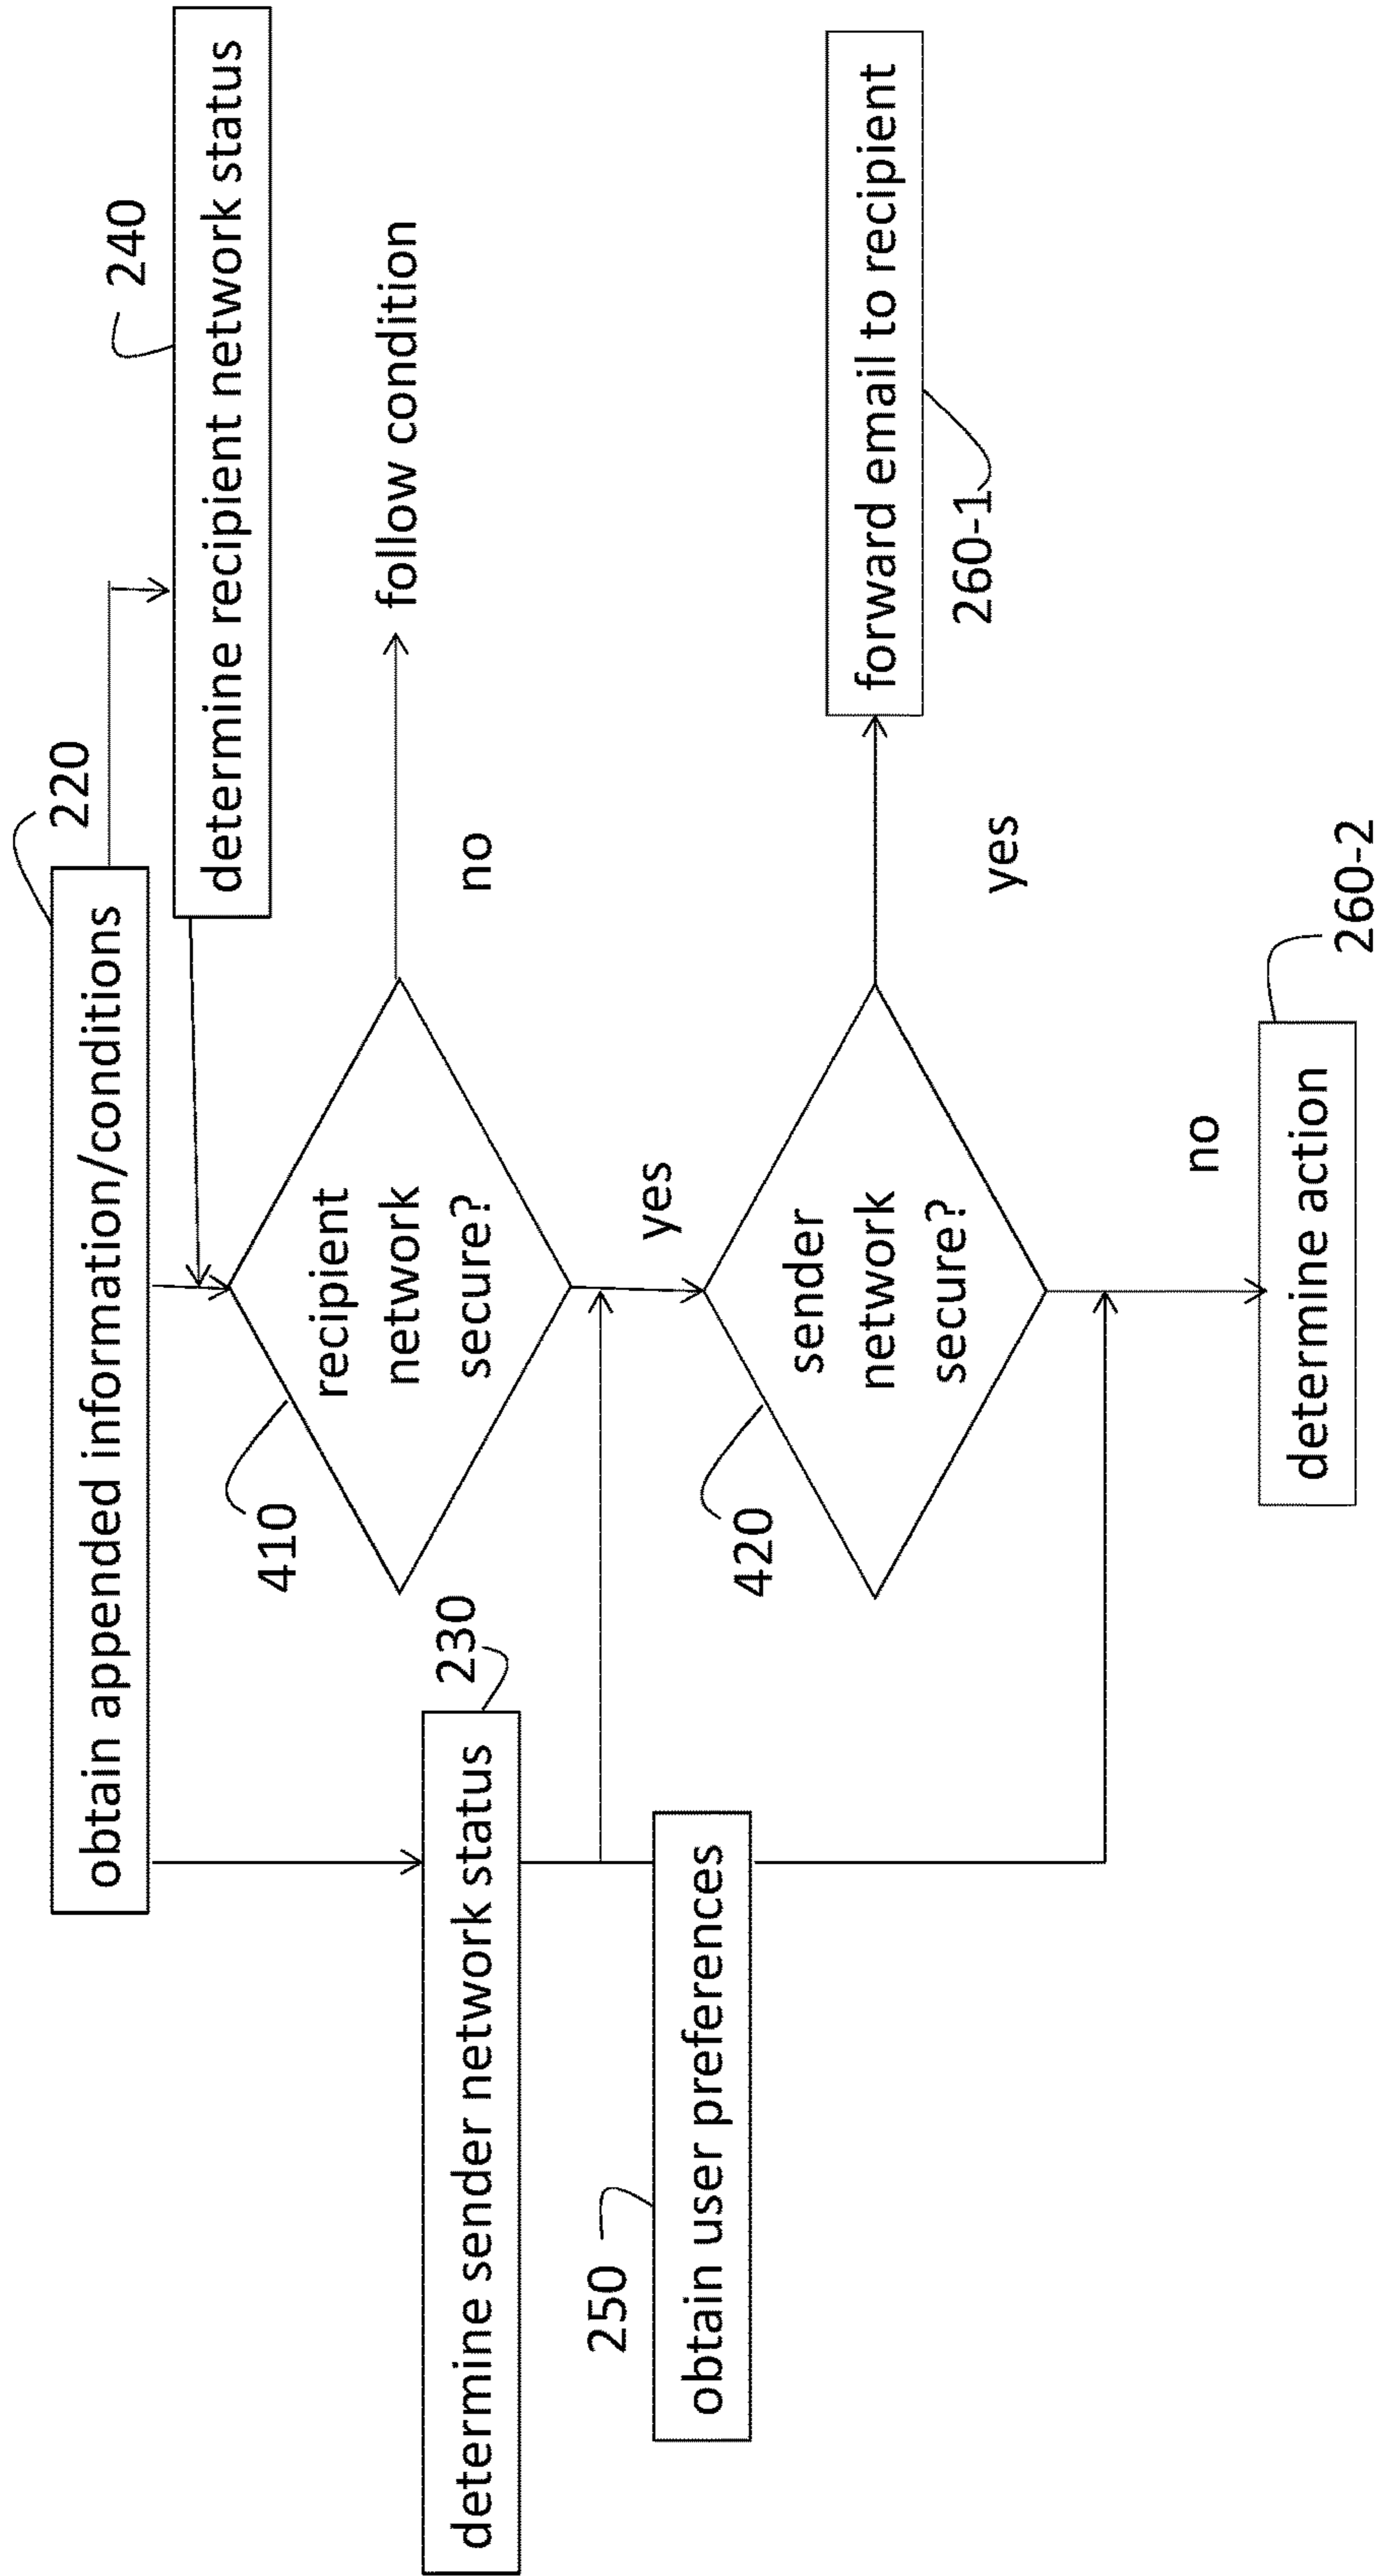 220
obtain appended information/conditions
240
determine recipient network status
410
recipient
network
secure?
no
follow condition
230
determine sender network status
yes
250
obtain user preferences
420
sender
network
secure?
yes
forward email to recipient
260-1
no
determine action
260-2